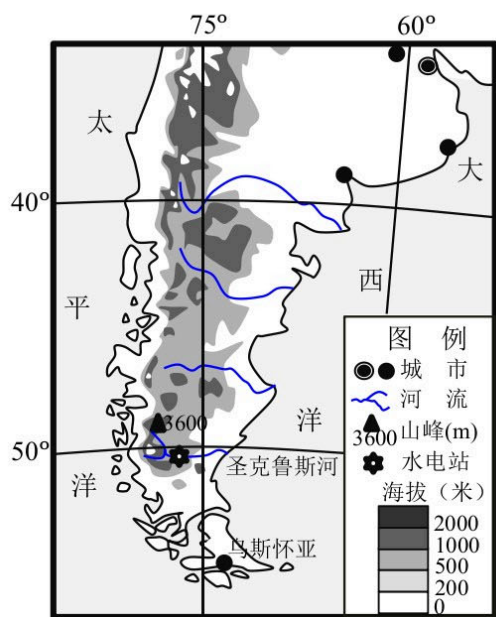 75° 60°
太
大
40°
西
平
图 例
城 市
河 流
3600
洋
山峰(m)
3600
50°
水电站
圣克鲁斯河
洋
海拔（米）
2000
1000
500
200
0
乌斯怀亚